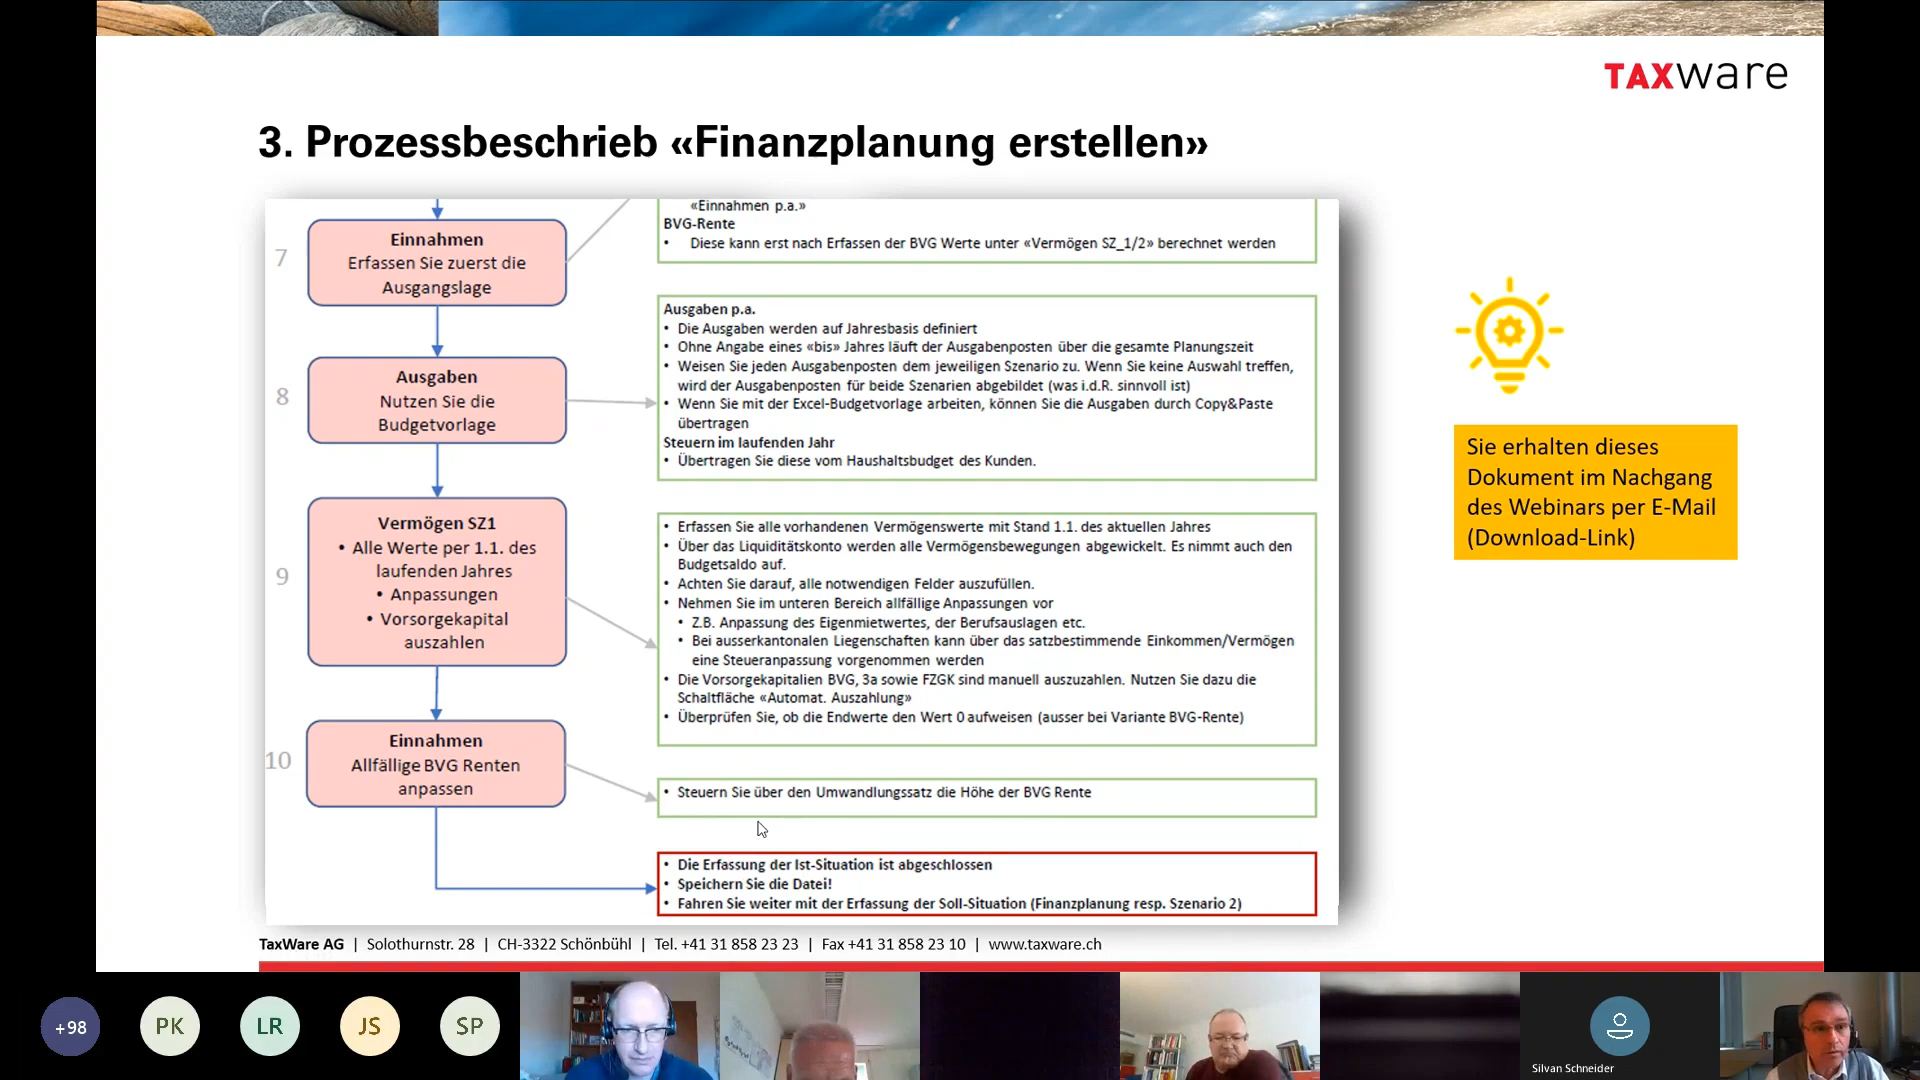 TAXware
3. Prozessbeschrieb «Finanzplanung erstellen»
7
Einnahmen
Erfassen Sie zuerst die
Ausgangslage
«Einnahmen p.a.»
BVG-Rente
• Diese kann erst nach Erfassen der BVG Werte unter «Vermögen SZ_1/2» berechnet werden
8
Ausgaben
Nutzen Sie die
Budgetvorlage
Ausgaben p.a.
• Die Ausgaben werden auf Jahresbasis definiert
• Ohne Angabe eines «bis» Jahres läuft der Ausgabenposten über die gesamte Planungszeit
• Weisen Sie jeden Ausgabenposten dem jeweiligen Szenario zu. Wenn Sie keine Auswahl treffen,
wird der Ausgabenposten für beide Szenarien abgebildet (was i.d.R. sinnvoll ist)
• Wenn Sie mit der Excel-Budgetvorlage arbeiten, können Sie die Ausgaben durch Copy&Paste
übertragen
Steuern im laufenden Jahr
• Übertragen Sie diese vom Haushaltsbudget des Kunden.
9
Vermögen SZ1
• Alle Werte per 1.1. des
laufenden Jahres
• Anpassungen
• Vorsorgekapital
auszahlen
• Erfassen Sie alle vorhandenen Vermögenswerte mit Stand 1.1. des aktuellen Jahres
• Über das Liquiditätskonto werden alle Vermögensbewegungen abgewickelt. Es nimmt auch den
Budgetsaldo auf.
• Achten Sie darauf, alle notwendigen Felder auszufüllen.
• Nehmen Sie im unteren Bereich allfällige Anpassungen vor
• Z.B. Anpassung des Eigenmietwertes, der Berufsauslagen etc.
• Bei ausserkantonalen Liegenschaften kann über das satzbestimmende Einkommen/Vermögen
eine Steueranpassung vorgenommen werden
• Die Vorsorgekapitalien BVG, 3a sowie FZGK sind manuell auszuzahlen. Nutzen Sie dazu die
Schaltfläche «Automat. Auszahlung»
• Überprüfen Sie, ob die Endwerte den Wert 0 aufweisen (ausser bei Variante BVG-Rente)
10
Einnahmen
Allfällige BVG Renten
anpassen
• Steuern Sie über den Umwandlungssatz die Höhe der BVG Rente
• Die Erfassung der Ist-Situation ist abgeschlossen
• Speichern Sie die Datei!
• Fahren Sie weiter mit der Erfassung der Soll-Situation (Finanzplanung resp. Szenario 2)
Sie erhalten dieses
Dokument im Nachgang
des Webinars per E-Mail
(Download-Link)
TaxWare AG | Solothurnstr. 28 | CH-3322 Schönbühl | Tel. +41 31 858 23 23 | Fax +41 31 858 23 10 | www.taxware.ch
+98
PK
LR
JS
SP
Silvan Schneider